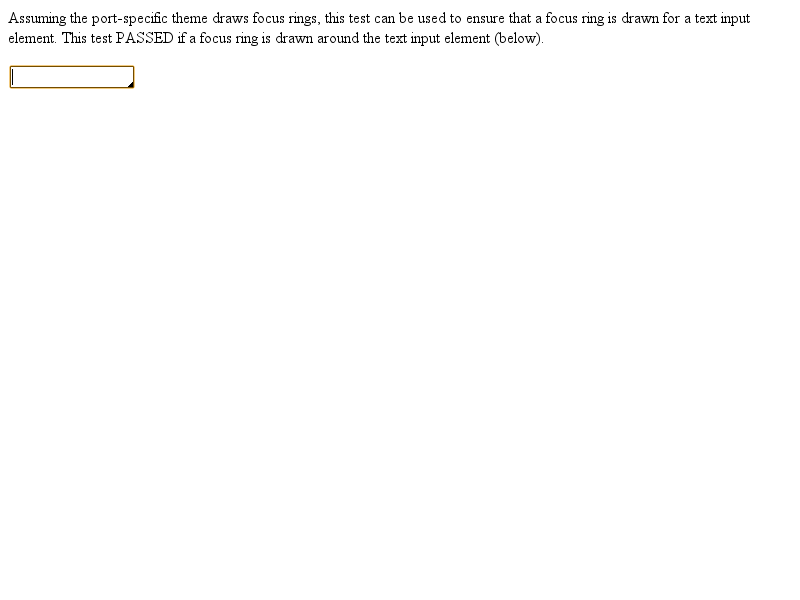 Assuming the port-specific theme draws focus rings, this test can be used to ensure that a focus ring is drawn for a text input
element. This test PASSED if a focus ring is drawn around the text input element (below).